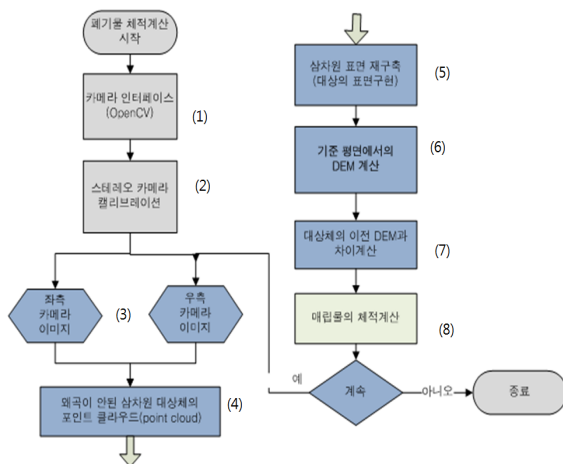 폐기물 체적계산
시작
카메라 인터페이스
(OpenCV)
(1)
스테레오 카메라
캘리브레이션
(2)
좌측
카메라
이미지
(3)
우측
카메라
이미지
왜곡이 안된 삼차원 대상체의
포인트 클라우드(point cloud)
(4)
삼차원 표면 재구축
(대상의 표면구현)
(5)
기준 평면에서의
DEM 계산
(6)
대상체의 이전 DEM과
차이계산
(7)
매립물의 체적계산
(8)
계속
예
아니오
종료